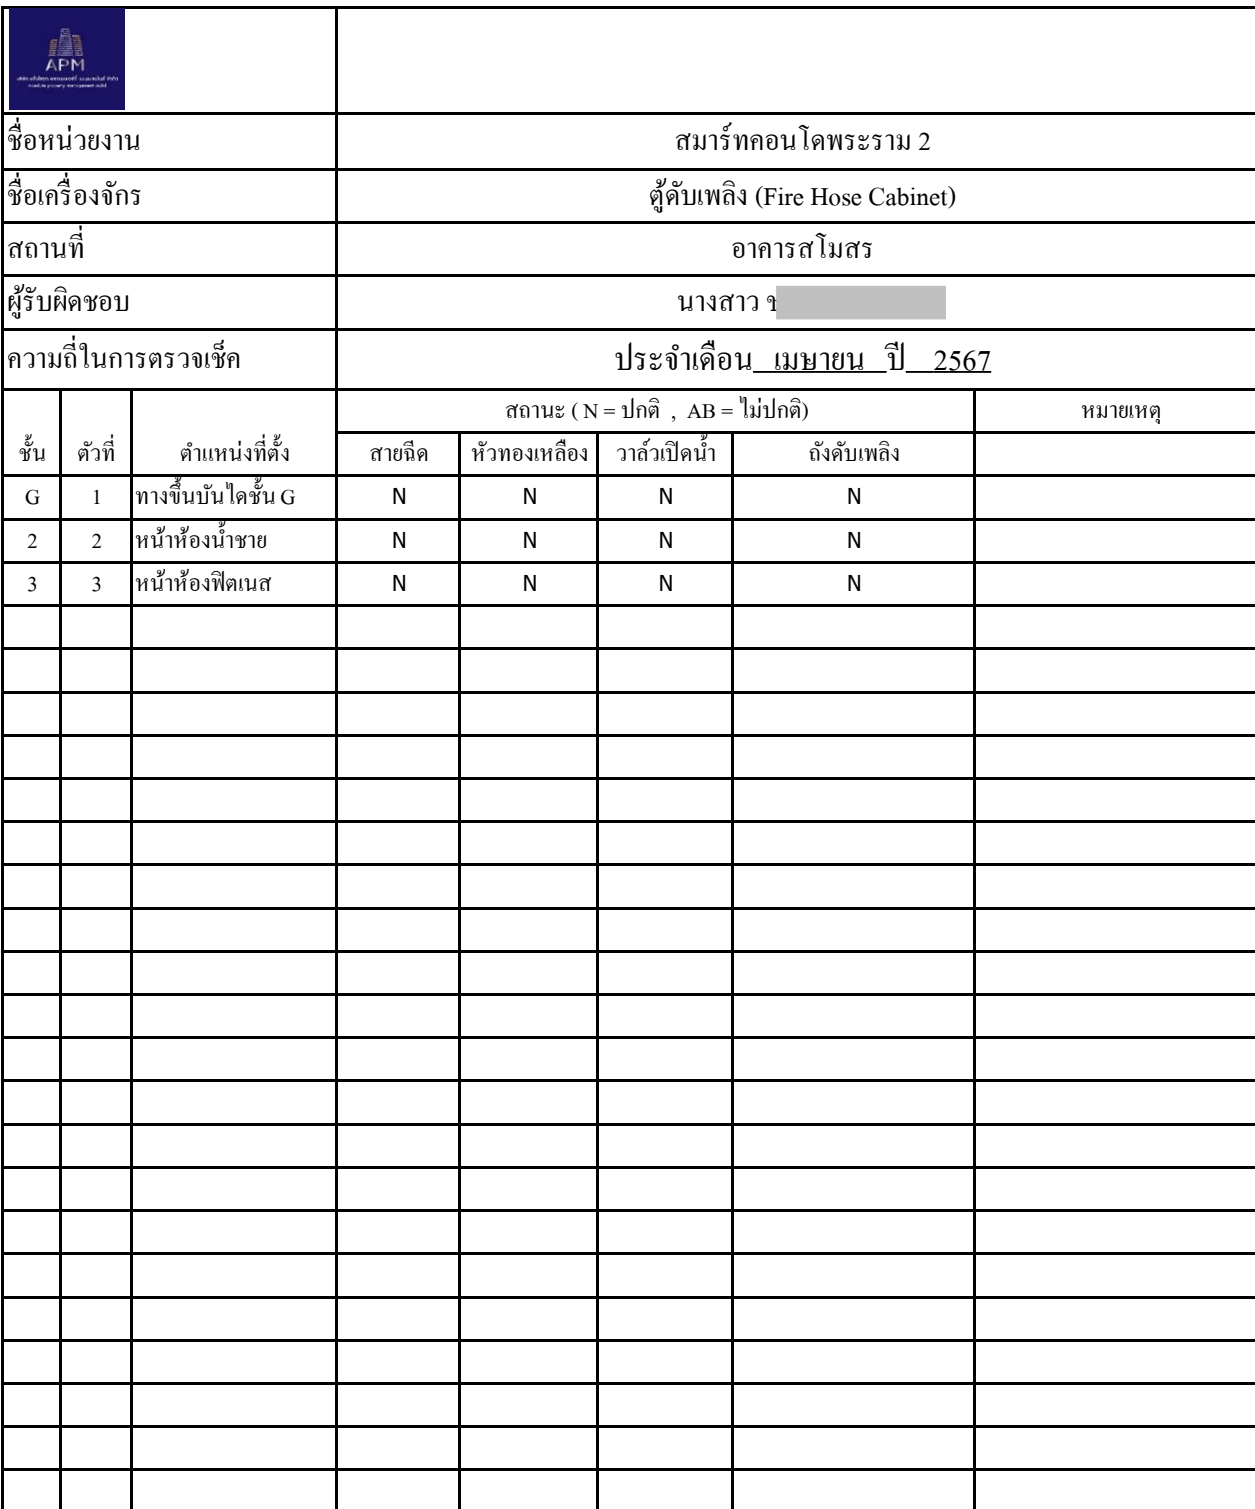 APM
ชื่อหน่วยงาน สมาร์ทคอนโดพระราม 2
ชื่อเครื่องจักร ตู้ดับเพลิง (Fire Hose Cabinet)
สถานที่ อาคารสโมสร
ผู้รับผิดชอบ นางสาว
ความถี่ในการตรวจเช็ค ประจำเดือน เมษายน ปี 2567
สถานะ ( N = ปกติ , AB = ไม่ปกติ) หมายเหตุ
ชั้น ตัวที่ ตำแหน่งที่ตั้ง สายฉีด หัวทองเหลือง วาล์วเปิดน้ำ ถังดับเพลิง
G 1 ทางขึ้นบันไดชั้น G N N N N
2 2 หน้าห้องน้ำชาย N N N N
3 3 หน้าห้องฟิตเนส N N N N